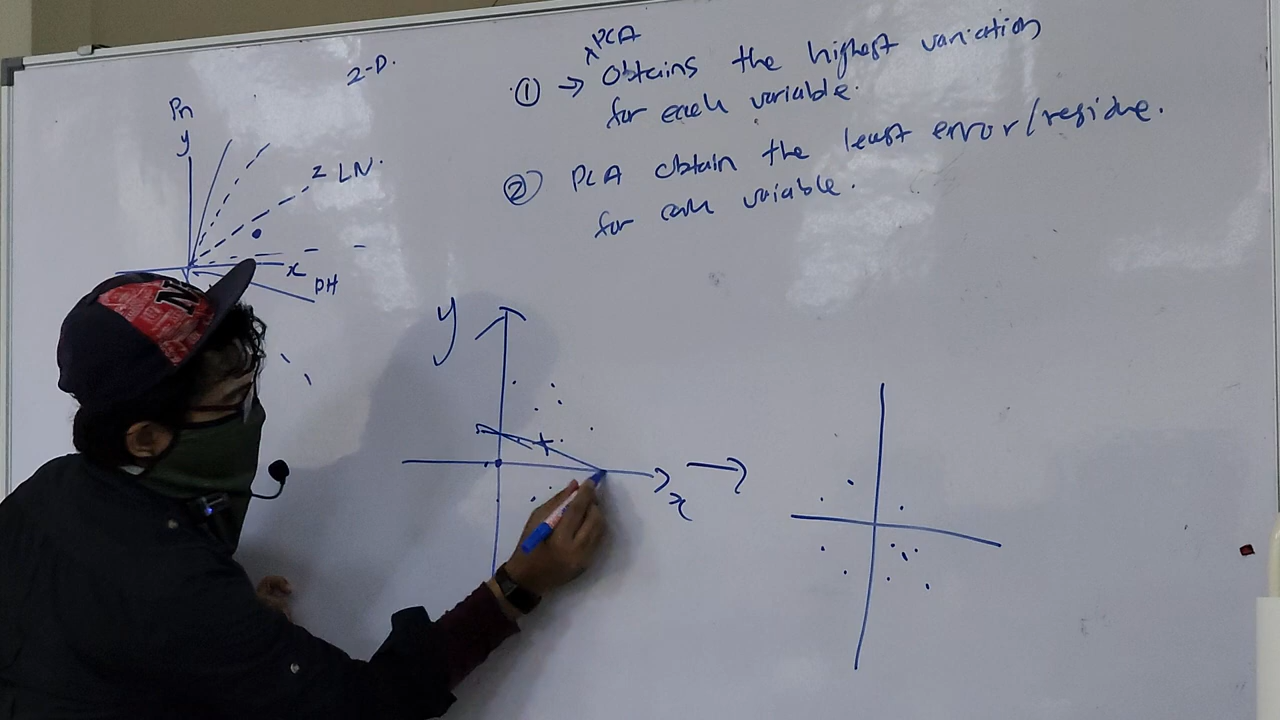 2-D.
Pn
y
2 LN.
x
PH
PCA
① → Obtains the highest variation
for each variable.
② PCA obtain the least error/residue.
for each variable.
y
x
N